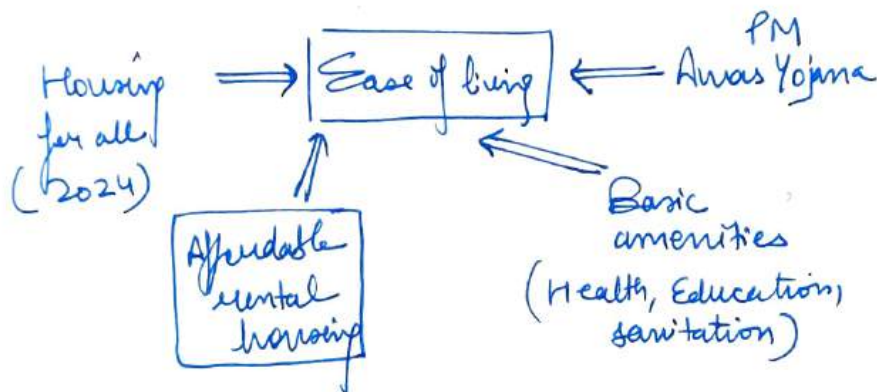 Housing
for all
(2024)
Ease of living
PM
Awas Yojana
Affordable
rental
housing
Basic
amenities
(Health, Education,
sanitation)